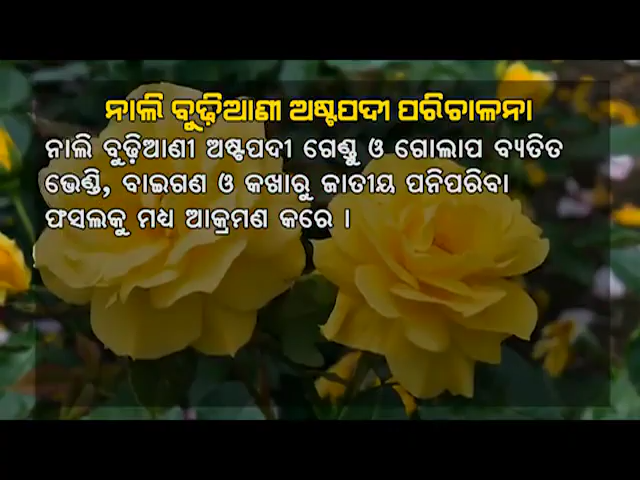 ନାଲି ବୁଢ଼ିଆଣୀ ଅଷ୍ଟପଦୀ ପରିଚାଳନା
ନାଲି ବୁଢ଼ିଆଣୀ ଅଷ୍ଟପଦୀ ଗେଣ୍ଡୁ ଓ ଗୋଲାପ ବ୍ୟତିତ
ଭେଣ୍ଡି, ବାଇଗଣ ଓ କଖାରୁ ଜାତୀୟ ପନିପରିବା
ଫସଲକୁ ମଧ୍ୟ ଆକ୍ରମଣ କରେ ।